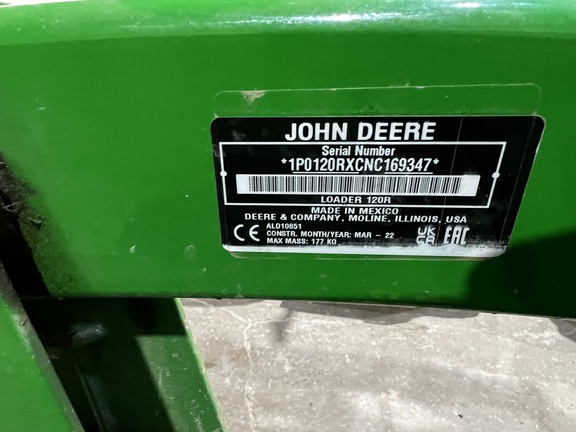 JOHN DEERE
Serial Number
*1P0120RXCNC169347*
LOADER 120R
MADE IN MEXICO
DEERE & COMPANY, MOLINE, ILLINOIS, USA
ALD10651
CE CONSTR. MONTH/YEAR: MAR - 22 UK CA EAC
MAX MASS: 177 KG